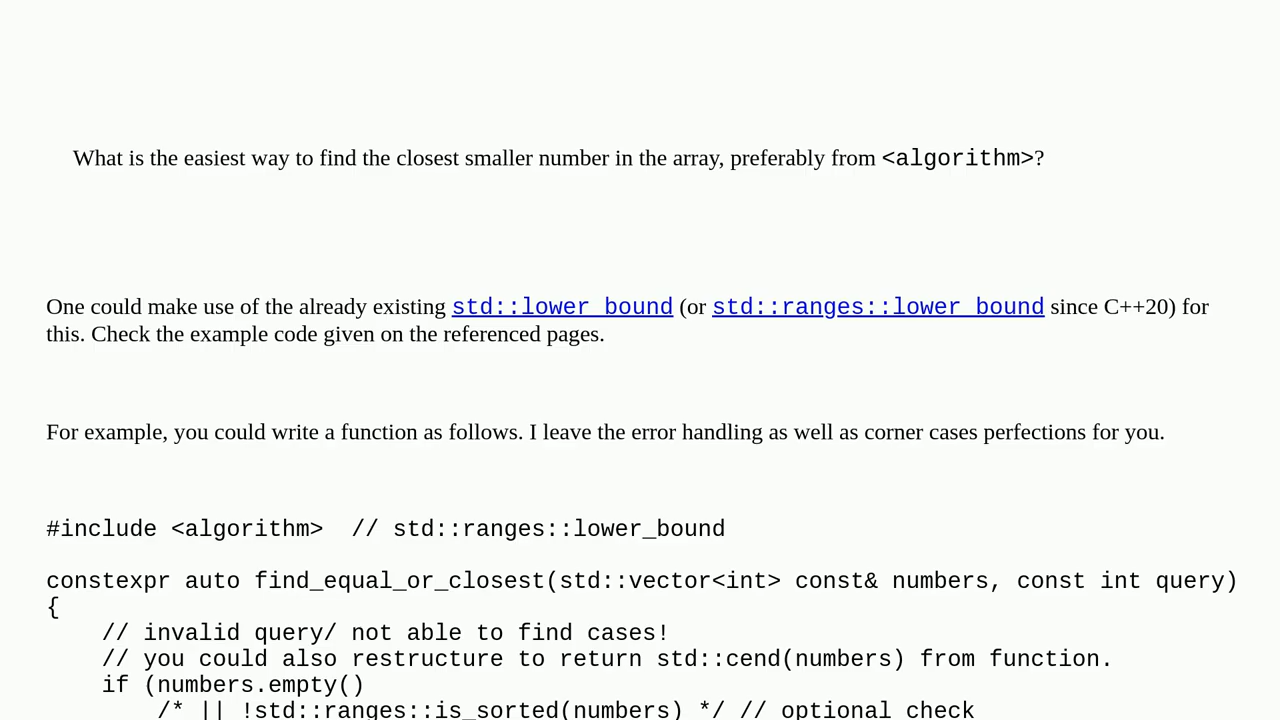 What is the easiest way to find the closest smaller number in the array, preferably from <algorithm>?
One could make use of the already existing std::lower_bound (or std::ranges::lower_bound since C++20) for
this. Check the example code given on the referenced pages.
For example, you could write a function as follows. I leave the error handling as well as corner cases perfections for you.
#include <algorithm>  // std::ranges::lower_bound
constexpr auto find_equal_or_closest(std::vector<int> const& numbers, const int query)
{
    // invalid query/ not able to find cases!
    // you could also restructure to return std::cend(numbers) from function.
    if (numbers.empty()
        /* || !std::ranges::is_sorted(numbers) */ // optional check